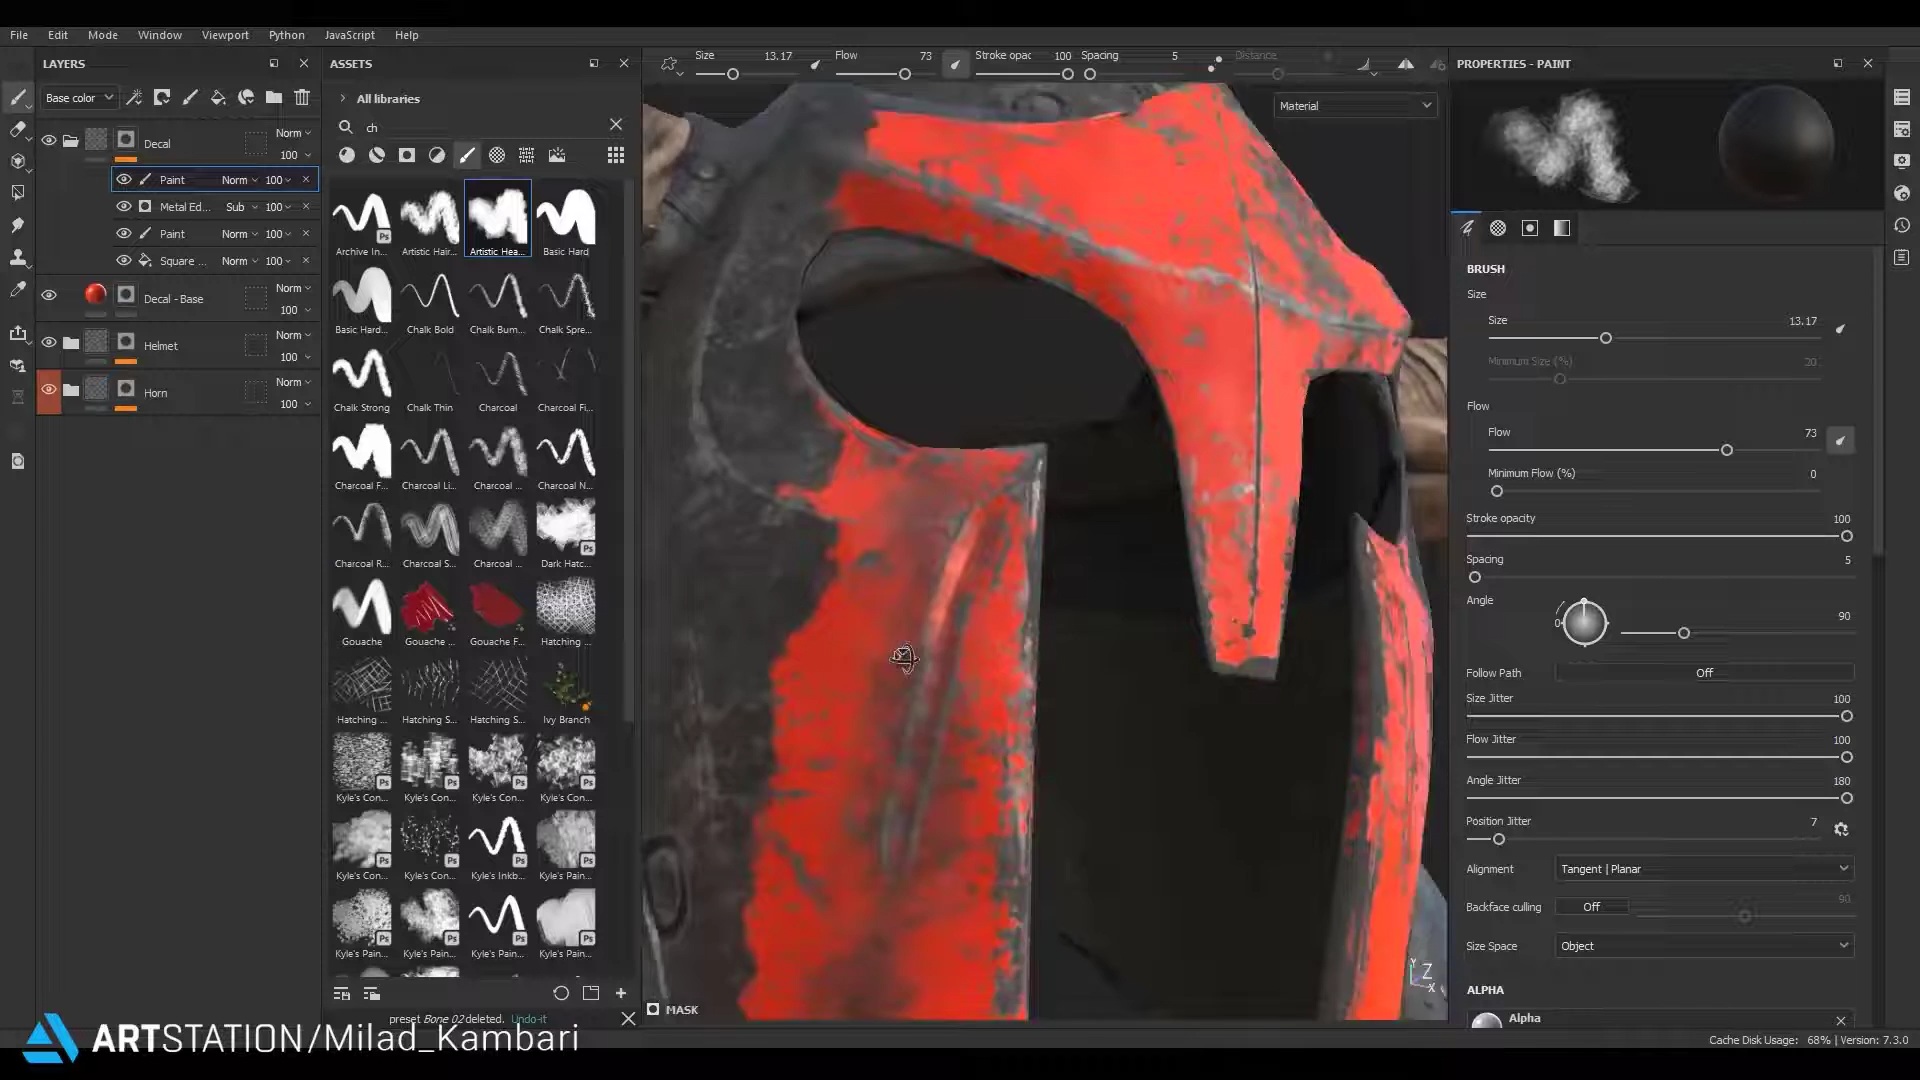 File Edit Mode Window Viewport Python JavaScript Help
LAYERS
Base color
Decal Norm
100
Paint Norm 100
Metal Ed... Sub 100
Paint Norm 100
Square ... Norm 100
Decal - Base Norm
100
Helmet Norm
100
Horn Norm
100
ASSETS
All libraries
ch
Archive In... Artistic Hair... Artistic Hea... Basic Hard
Basic Hard... Chalk Bold Chalk Bum... Chalk Spre...
Chalk Strong Chalk Thin Charcoal Charcoal Fi...
Charcoal F... Charcoal Li... Charcoal ... Charcoal N...
Charcoal R... Charcoal S... Charcoal ... Dark Hatc...
Gouache Gouache ... Gouache F... Hatching ...
Hatching ... Hatching S... Hatching S... Ivy Branch
Kyle's Con... Kyle's Con... Kyle's Con... Kyle's Con...
Kyle's Con... Kyle's Con... Kyle's Inkb... Kyle's Pain...
Kyle's Pain... Kyle's Pain... Kyle's Pain... Kyle's Pain...
preset Bone 02 deleted. Undo-it
Size 13.17 Flow 73 Stroke opac 100 Spacing 5 Distance
Material
MASK
Y Z X
PROPERTIES - PAINT
BRUSH
Size
Size 13.17
Minimum Size (%) 20
Flow
Flow 73
Minimum Flow (%) 0
Stroke opacity 100
Spacing 5
Angle
0 90
Follow Path Off
Size Jitter 100
Flow Jitter 100
Angle Jitter 180
Position Jitter 7
Alignment Tangent | Planar
Backface culling Off 90
Size Space Object
ALPHA
Alpha
Cache Disk Usage: 68% | Version: 7.3.0
ARTSTATION/Milad_Kambari